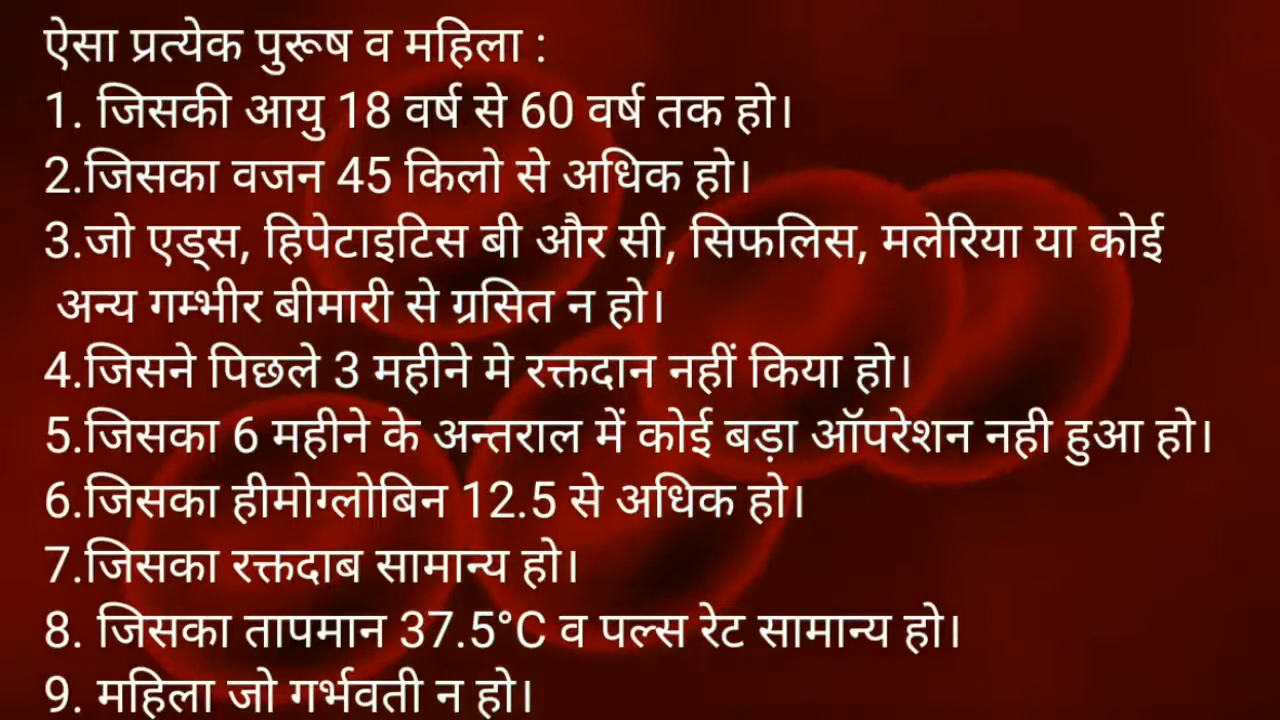 ऐसा प्रत्येक पुरूष व महिला :
1. जिसकी आयु 18 वर्ष से 60 वर्ष तक हो।
2.जिसका वजन 45 किलो से अधिक हो।
3.जो एड्स, हिपेटाइटिस बी और सी, सिफलिस, मलेरिया या कोई
अन्य गम्भीर बीमारी से ग्रसित न हो।
4.जिसने पिछले 3 महीने मे रक्तदान नहीं किया हो।
5.जिसका 6 महीने के अन्तराल में कोई बड़ा ऑपरेशन नही हुआ हो।
6.जिसका हीमोग्लोबिन 12.5 से अधिक हो।
7.जिसका रक्तदाब सामान्य हो।
8. जिसका तापमान 37.5°C व पल्स रेट सामान्य हो।
9. महिला जो गर्भवती न हो।